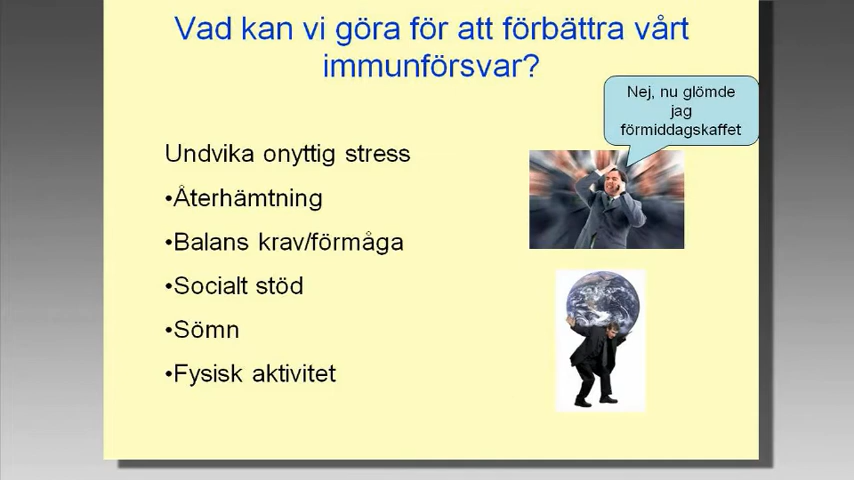 Vad kan vi göra för att förbättra vårt
immunförsvar?
Nej, nu glömde
jag
förmiddagskaffet
Undvika onyttig stress
•Återhämtning
•Balans krav/förmåga
•Socialt stöd
•Sömn
•Fysisk aktivitet